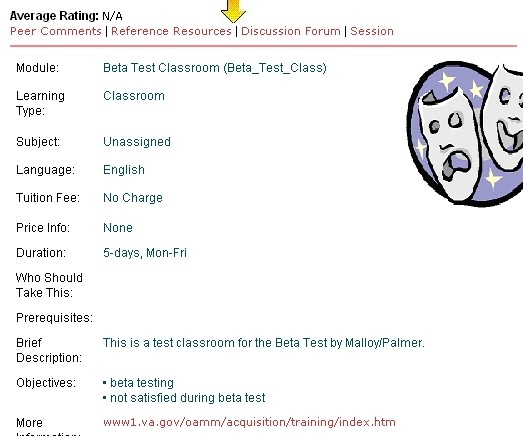 Average Rating: N/A
Peer Comments | Reference Resources | Discussion Forum | Session
Module: Beta Test Classroom (Beta_Test_Class)
Learning Type: Classroom
Subject: Unassigned
Language: English
Tuition Fee: No Charge
Price Info: None
Duration: 5-days, Mon-Fri
Who Should Take This:
Prerequisites:
Brief Description: This is a test classroom for the Beta Test by Malloy/Palmer.
Objectives: • beta testing
• not satisfied during beta test
More www1.va.gov/oamm/acquisition/training/index.htm
Information: